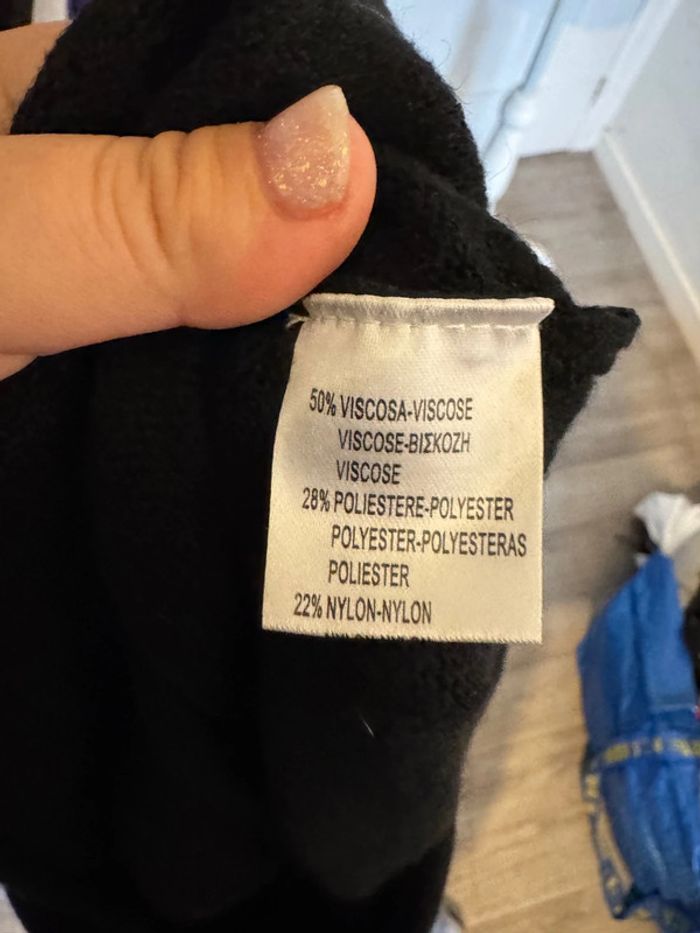 50% VISCOSA-VISCOSE
VISCOSE-ΒΙΣΚΟΖΗ
VISCOSE
28% POLIESTERE-POLYESTER
POLYESTER-POLYESTERAS
POLIESTER
22% NYLON-NYLON